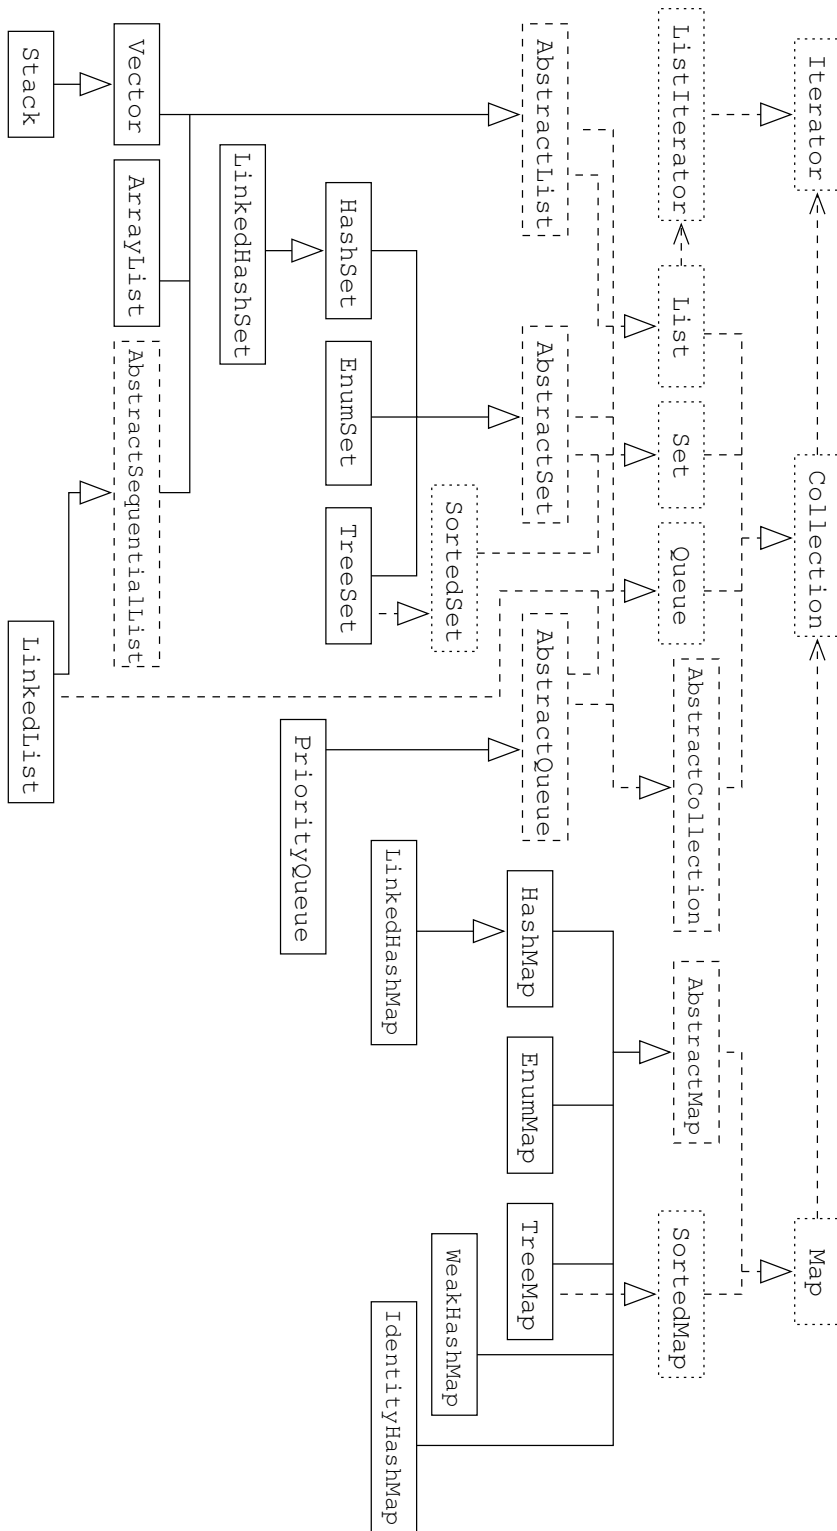 Iterator
Collection
Map
ListIterator
List
Set
Queue
AbstractCollection
AbstractMap
SortedMap
AbstractList
AbstractSet
AbstractQueue
HashMap
EnumMap
TreeMap
SortedSet
WeakHashMap
HashSet
EnumSet
TreeSet
LinkedHashMap
IdentityHashMap
PriorityQueue
LinkedHashSet
Vector
ArrayList
AbstractSequentialList
Stack
LinkedList